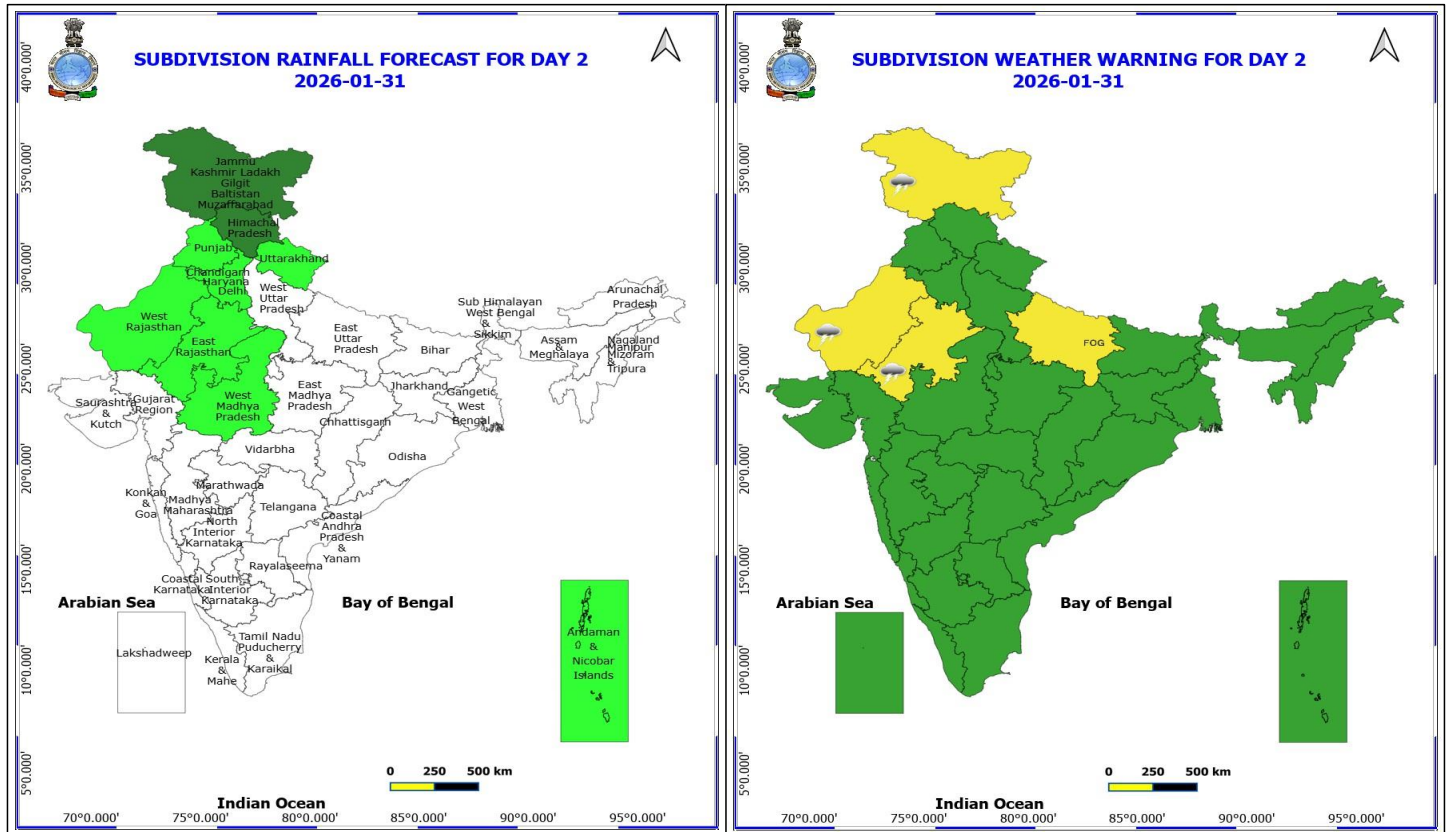 SUBDIVISION RAINFALL FORECAST FOR DAY 2
2026-01-31
40°0.000'
35°0.000'
30°0.000'
25°0.000'
20°0.000'
15°0.000'
10°0.000'
5°0.000'
Jammu
Kashmir Ladakh
Gilgit
Baltistan
Muzaffarabad
Himachal
Pradesh
Punjab
Uttarakhand
Chandigarh
Haryana
Delhi
West
Uttar
Pradesh
West
Rajasthan
East
Rajasthan
East
Uttar
Pradesh
Bihar
Sub Himalayan
West Bengal
&
Sikkim
Arunachal
Pradesh
Assam
&
Meghalaya
Nagaland
Manipur
Mizoram
&
Tripura
Saurashtra
&
Kutch
Gujarat
Region
West
Madhya
Pradesh
East
Madhya
Pradesh
Jharkhand
Gangetic
West
Bengal
Chhattisgarh
Vidarbha
Odisha
Konkan
&
Goa
Madhya
Maharashtra
Marathwada
Telangana
North
Interior
Karnataka
Coastal
Andhra
Pradesh
&
Yanam
Rayalaseema
Coastal
Karnataka
South
Interior
Karnataka
Arabian Sea
Bay of Bengal
Lakshadweep
Kerala
&
Mahe
Tamil Nadu
Puducherry
&
Karaikal
Andaman
&
Nicobar
Islands
0 250 500 km
Indian Ocean
70°0.000' 75°0.000' 80°0.000' 85°0.000' 90°0.000' 95°0.000'
SUBDIVISION WEATHER WARNING FOR DAY 2
2026-01-31
40°0.000'
35°0.000'
30°0.000'
25°0.000'
20°0.000'
15°0.000'
10°0.000'
5°0.000'
FOG
Arabian Sea
Bay of Bengal
0 250 500 km
Indian Ocean
70°0.000' 75°0.000' 80°0.000' 85°0.000' 90°0.000' 95°0.000'